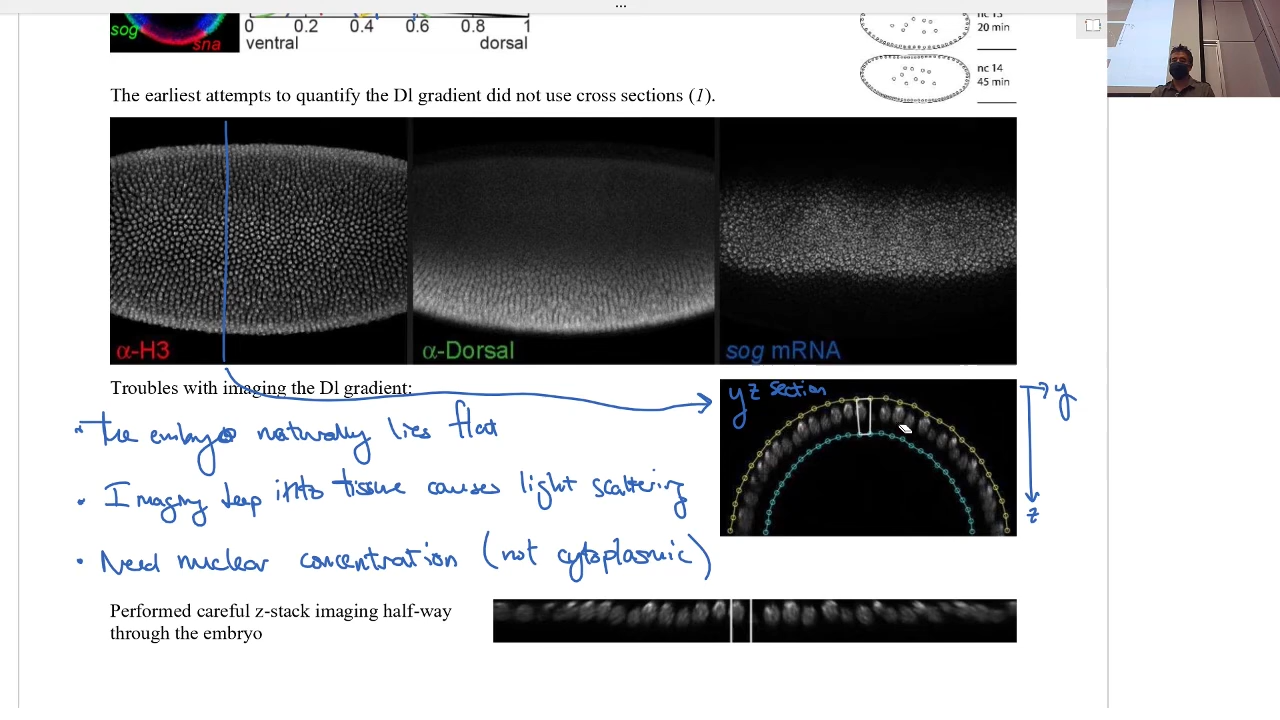 ...
sog
sna
0 0.2 0.4 0.6 0.8 1
ventral dorsal
nc 13
20 min
nc 14
45 min
The earliest attempts to quantify the Dl gradient did not use cross sections (1).
α-H3
α-Dorsal
sog mRNA
Troubles with imaging the Dl gradient:
yz section
y
z
• The embryo naturally lies flat
• Imaging deep into tissue causes light scattering
• Need nuclear concentration (not cytoplasmic)
Performed careful z-stack imaging half-way
through the embryo